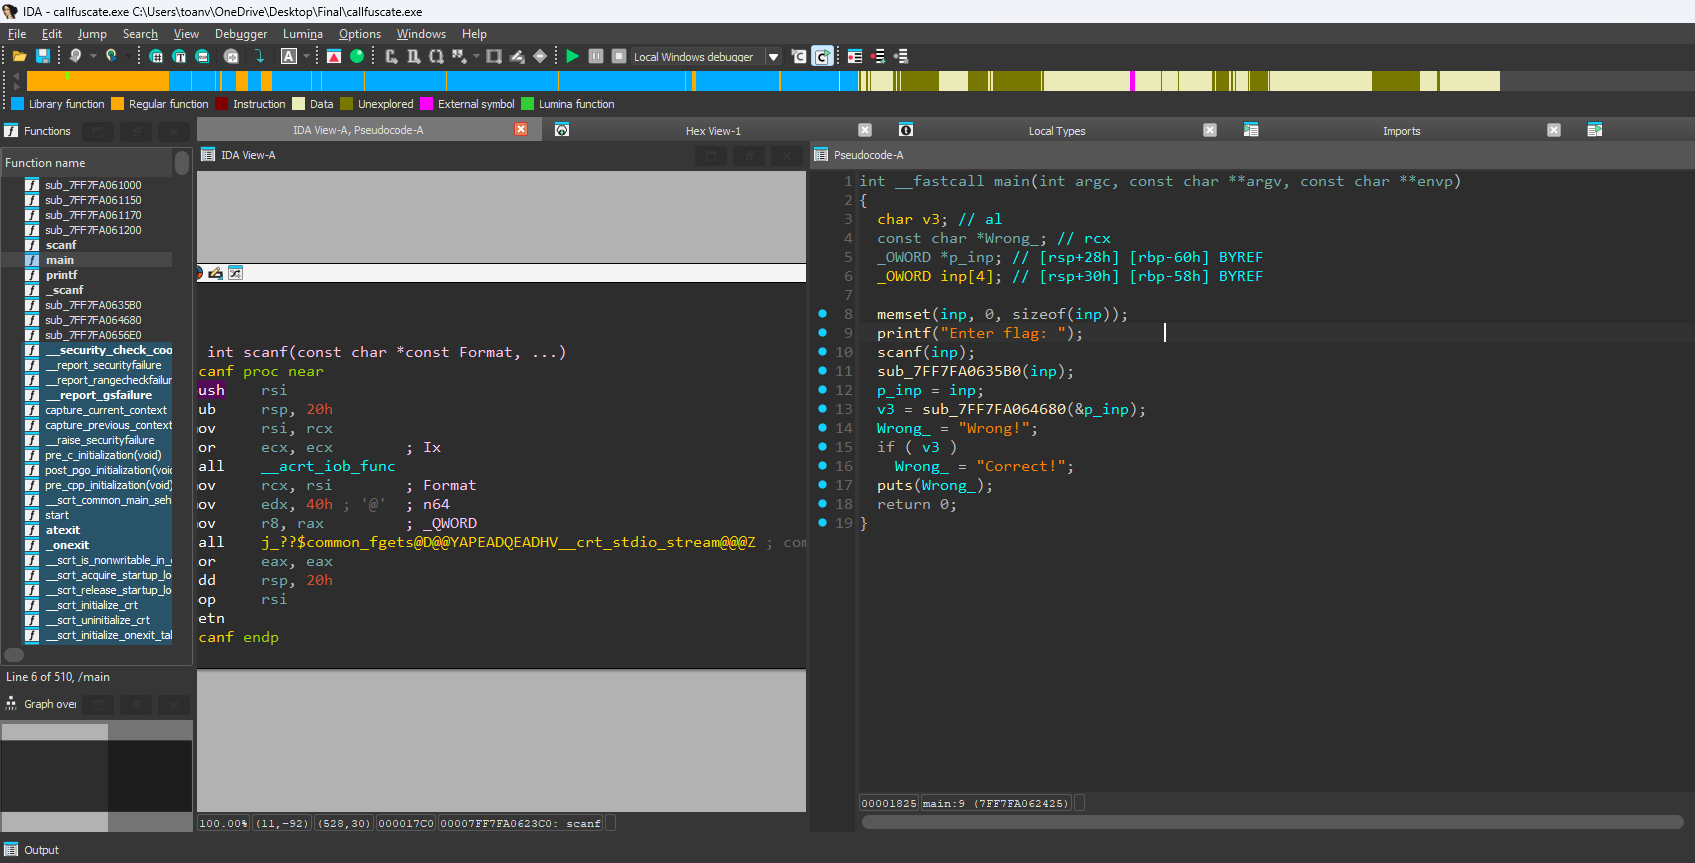 IDA - callfuscate.exe C:\Users\toanv\OneDrive\Desktop\Final\callfuscate.exe
File Edit Jump Search View Debugger Lumina Options Windows Help
Local Windows debugger
Library function Regular function Instruction Data Unexplored External symbol Lumina function
Functions
IDA View-A, Pseudocode-A
Hex View-1
Local Types
Imports
Function name
sub_7FF7FA061000
sub_7FF7FA061150
sub_7FF7FA061170
sub_7FF7FA061200
scanf
main
printf
_scanf
sub_7FF7FA0635B0
sub_7FF7FA064680
sub_7FF7FA0656E0
__security_check_coo
__report_securityfailure
__report_rangecheckfailur
__report_gsfailure
capture_current_context
capture_previous_context
__raise_securityfailure
pre_c_initialization(void)
post_pgo_initialization(voic
pre_cpp_initialization(void)
__scrt_common_main_seh
start
atexit
_onexit
__scrt_is_nonwritable_in_
__scrt_acquire_startup_lo
__scrt_release_startup_lo
__scrt_initialize_crt
__scrt_uninitialize_crt
__scrt_initialize_onexit_tal
Line 6 of 510, /main
Graph over
IDA View-A
int scanf(const char *const Format, ...)
canf proc near
ush rsi
ub rsp, 20h
ov rsi, rcx
or ecx, ecx ; Ix
all __acrt_iob_func
ov rcx, rsi ; Format
ov edx, 40h ; '@' ; n64
ov r8, rax ; _QWORD
all j_??$common_fgets@D@@YAPEADQEADHV__crt_stdio_stream@@@Z ; com
or eax, eax
dd rsp, 20h
op rsi
etn
canf endp
100.00% (11,-92) (528,30) 000017C0 00007FF7FA0623C0: scanf
Pseudocode-A
1 int __fastcall main(int argc, const char **argv, const char **envp)
2 {
3 char v3; // al
4 const char *Wrong_; // rcx
5 _OWORD *p_inp; // [rsp+28h] [rbp-60h] BYREF
6 _OWORD inp[4]; // [rsp+30h] [rbp-58h] BYREF
7
8 memset(inp, 0, sizeof(inp));
9 printf("Enter flag: ");
10 scanf(inp);
11 sub_7FF7FA0635B0(inp);
12 p_inp = inp;
13 v3 = sub_7FF7FA064680(&p_inp);
14 Wrong_ = "Wrong!";
15 if ( v3 )
16 Wrong_ = "Correct!";
17 puts(Wrong_);
18 return 0;
19 }
00001825 main:9 (7FF7FA062425)
Output